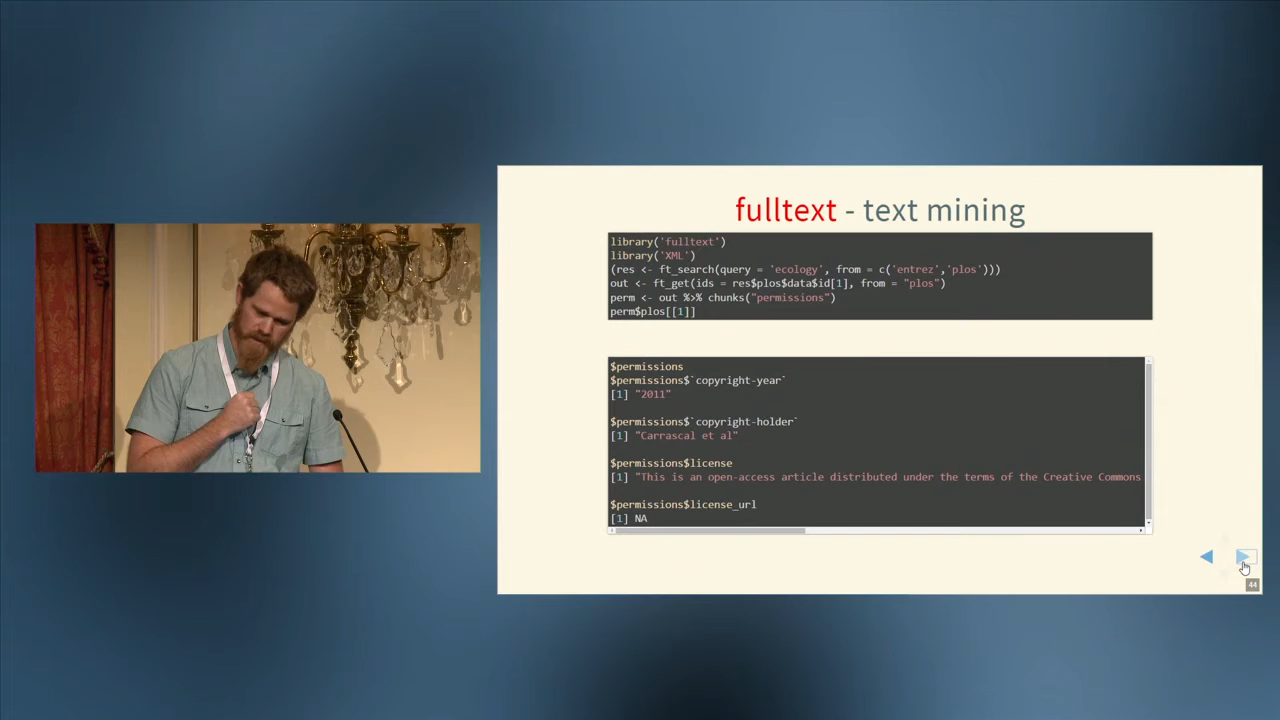 fulltext - text mining
library('fulltext')
library('XML')
(res <- ft_search(query = 'ecology', from = c('entrez','plos')))
out <- ft_get(ids = res$plos$data$id[1], from = "plos")
perm <- out %>% chunks("permissions")
perm$plos[[1]]
$permissions
$permissions$`copyright-year`
[1] "2011"
$permissions$`copyright-holder`
[1] "Carrascal et al"
$permissions$license
[1] "This is an open-access article distributed under the terms of the Creative Commons
$permissions$license_url
[1] NA
44